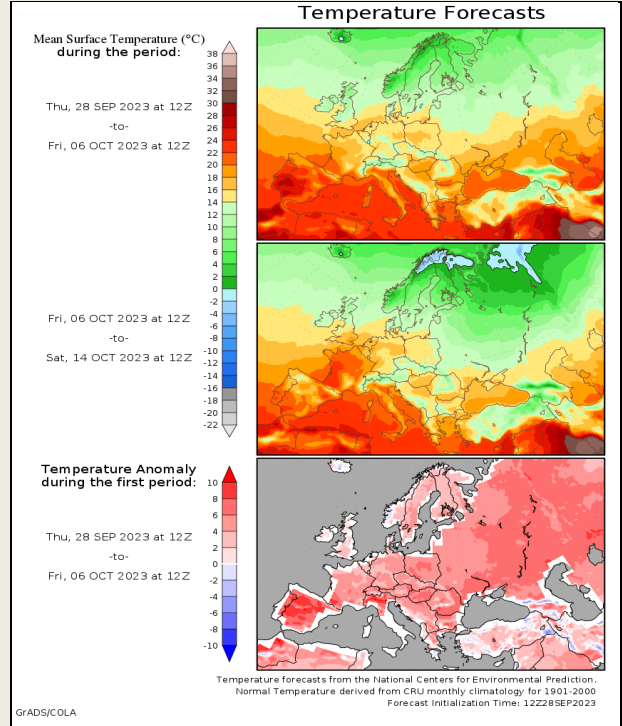 Temperature Forecasts
Mean Surface Temperature (°C)
during the period:
Thu, 28 SEP 2023 at 12Z
-to-
Fri, 06 OCT 2023 at 12Z
38
36
34
32
30
28
26
24
22
20
18
16
14
12
10
8
6
4
2
0
-2
-4
-6
-8
-10
-12
-14
-16
-18
-20
-22
Fri, 06 OCT 2023 at 12Z
-to-
Sat, 14 OCT 2023 at 12Z
Temperature Anomaly
during the first period:
Thu, 28 SEP 2023 at 12Z
-to-
Fri, 06 OCT 2023 at 12Z
10
8
6
4
2
0
-2
-4
-6
-8
-10
Temperature forecasts from the National Centers for Environmental Prediction.
Normal Temperature derived from CRU monthly climatology for 1901-2000
Forecast Initialization Time: 12Z28SEP2023
GrADS/COLA